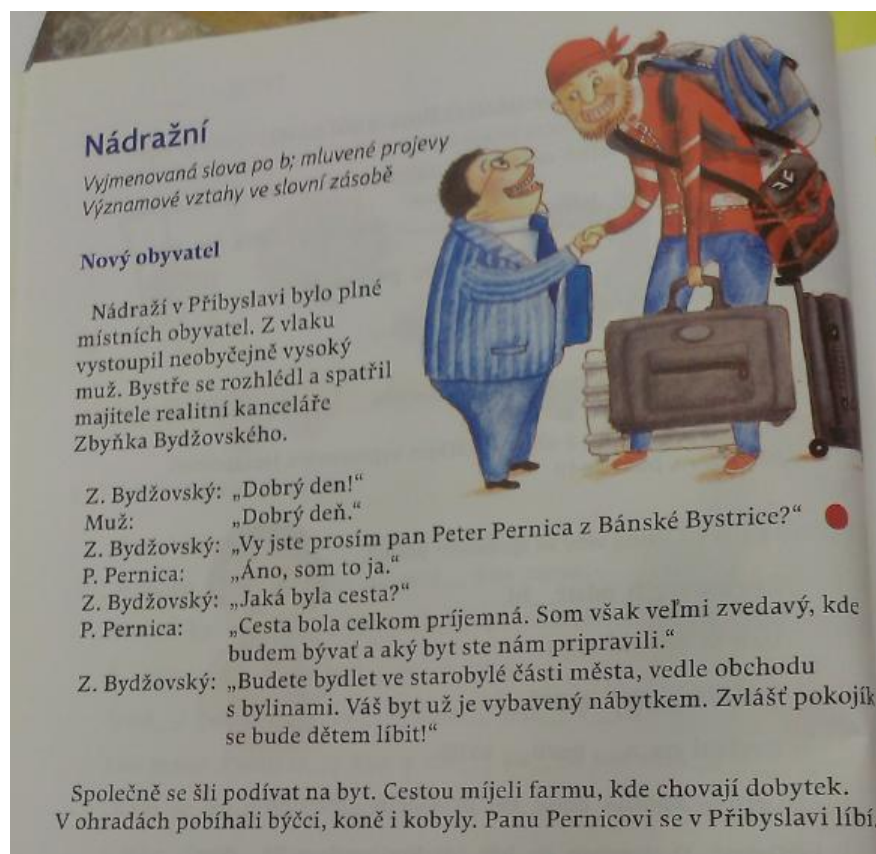 Nádražní
Vyjmenovaná slova po b; mluvené projevy
Významové vztahy ve slovní zásobě
Nový obyvatel
Nádraží v Přibyslavi bylo plné
místních obyvatel. Z vlaku
vystoupil neobyčejně vysoký
muž. Bystře se rozhlédl a spatřil
majitele realitní kanceláře
Zbyňka Bydžovského.
Z. Bydžovský: „Dobrý den!“
Muž: „Dobrý deň.“
Z. Bydžovský: „Vy jste prosím pan Peter Pernica z Bánské Bystrice?“
P. Pernica: „Áno, som to ja.“
Z. Bydžovský: „Jaká byla cesta?“
P. Pernica: „Cesta bola celkom príjemná. Som však veľmi zvedavý, kde
budem bývať a aký byt ste nám pripravili.“
Z. Bydžovský: „Budete bydlet ve starobylé části města, vedle obchodu
s bylinami. Váš byt už je vybavený nábytkem. Zvlášť pokojík
se bude dětem líbit!“
Společně se šli podívat na byt. Cestou míjeli farmu, kde chovají dobytek.
V ohradách pobíhali býčci, koně i kobyly. Panu Pernicovi se v Přibyslavi líbí.